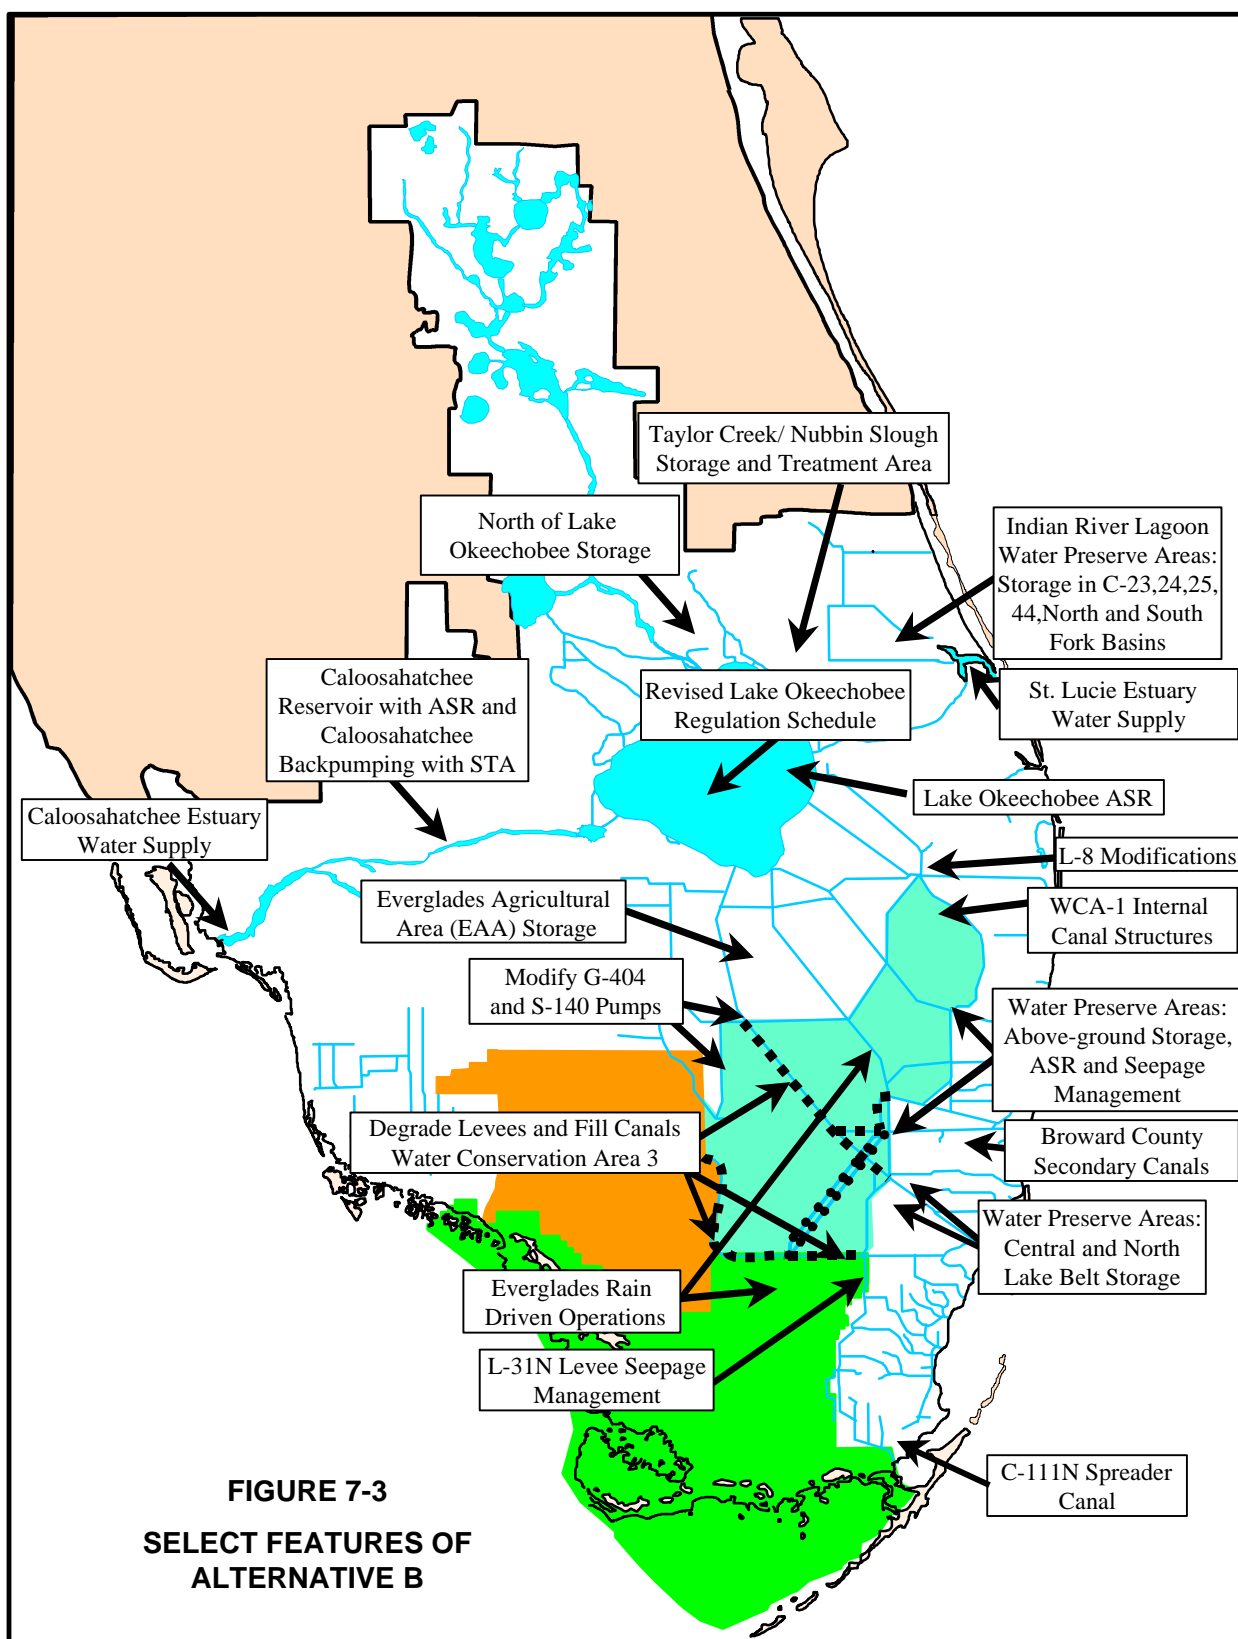 Taylor Creek/ Nubbin Slough
Storage and Treatment Area
North of Lake
Okeechobee Storage
Indian River Lagoon
Water Preserve Areas:
Storage in C-23,24,25,
44,North and South
Fork Basins
Caloosahatchee
Reservoir with ASR and
Caloosahatchee
Backpumping with STA
Revised Lake Okeechobee
Regulation Schedule
St. Lucie Estuary
Water Supply
Lake Okeechobee ASR
Caloosahatchee Estuary
Water Supply
L-8 Modifications
Everglades Agricultural
Area (EAA) Storage
WCA-1 Internal
Canal Structures
Modify G-404
and S-140 Pumps
Water Preserve Areas:
Above-ground Storage,
ASR and Seepage
Management
Degrade Levees and Fill Canals
Water Conservation Area 3
Broward County
Secondary Canals
Water Preserve Areas:
Central and North
Lake Belt Storage
Everglades Rain
Driven Operations
L-31N Levee Seepage
Management
C-111N Spreader
Canal
FIGURE 7-3
SELECT FEATURES OF
ALTERNATIVE B